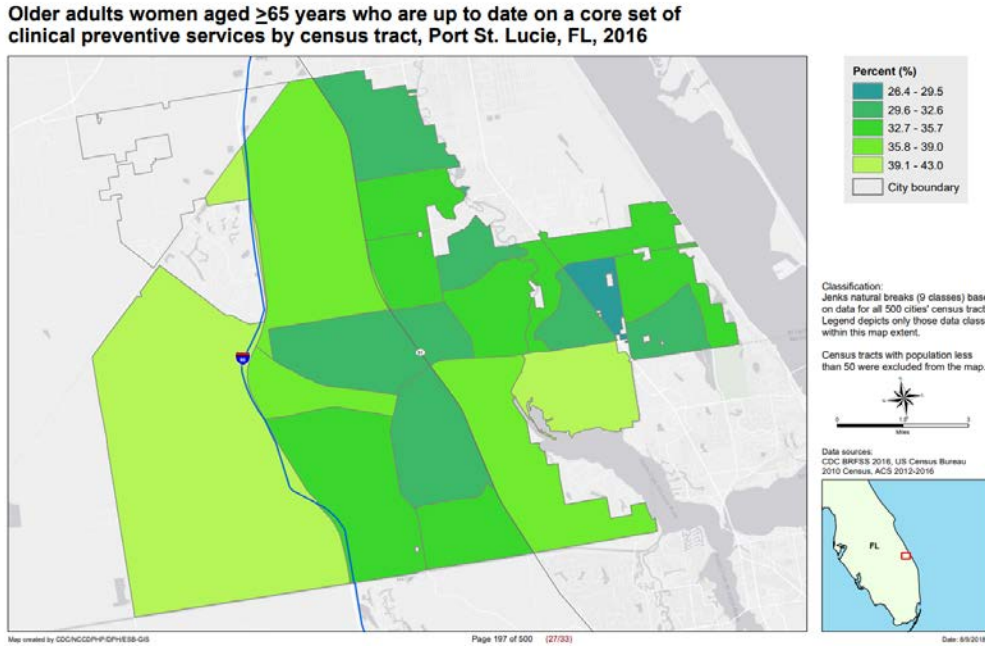 Older adults women aged ≥65 years who are up to date on a core set of
clinical preventive services by census tract, Port St. Lucie, FL, 2016
Percent (%)
26.4 - 29.5
29.6 - 32.6
32.7 - 35.7
35.8 - 39.0
39.1 - 43.0
City boundary
Classification:
Jenks natural breaks (9 classes) base
on data for all 500 cities' census tract
Legend depicts only those data class
within this map extent.
Census tracts with population less
than 50 were excluded from the map.
0 3
Miles
Data sources:
CDC BRFSS 2016, US Census Bureau
2010 Census, ACS 2012-2016
FL
Map created by CDC/NCCDPHP/DPH/ESB-GIS
Page 197 of 500 (27/33)
Date: 8/9/2018